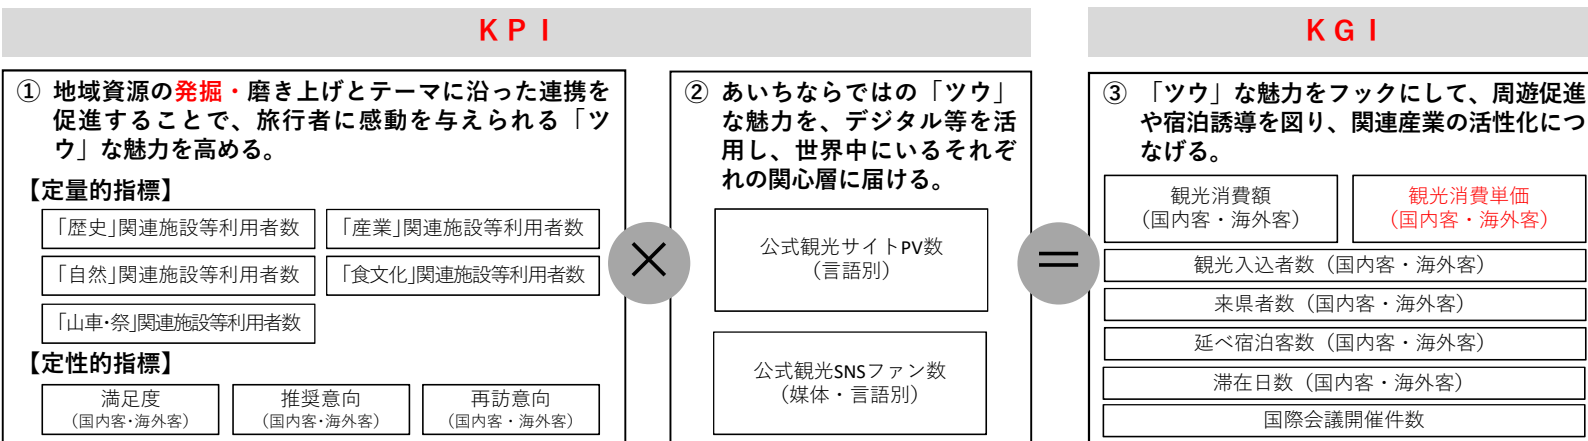 ＫＰＩ
ＫＧＩ
① 地域資源の発掘・磨き上げとテーマに沿った連携を
促進することで、旅行者に感動を与えられる「ツ
ウ」な魅力を高める。
【定量的指標】
「歴史」関連施設等利用者数
「産業」関連施設等利用者数
「自然」関連施設等利用者数
「食文化」関連施設等利用者数
「山車・祭」関連施設等利用者数
【定性的指標】
満足度
（国内客・海外客）
推奨意向
（国内客・海外客）
再訪意向
（国内客・海外客）
×
② あいちならではの「ツウ」
な魅力を、デジタル等を活
用し、世界中にいるそれぞ
れの関心層に届ける。
公式観光サイトPV数
（言語別）
公式観光SNSファン数
（媒体・言語別）
＝
③ 「ツウ」な魅力をフックにして、周遊促進
や宿泊誘導を図り、関連産業の活性化につ
なげる。
観光消費額
（国内客・海外客）
観光消費単価
（国内客・海外客）
観光入込者数（国内客・海外客）
来県者数（国内客・海外客）
延べ宿泊客数（国内客・海外客）
滞在日数（国内客・海外客）
国際会議開催件数